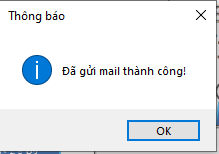 Thông báo
Đã gửi mail thành công!
OK